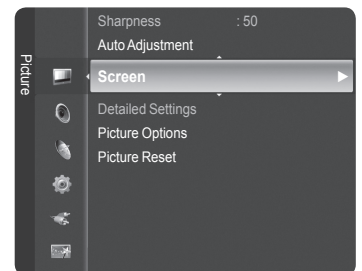 Picture
Sharpness : 50
Auto Adjustment
Screen
Detailed Settings
Picture Options
Picture Reset